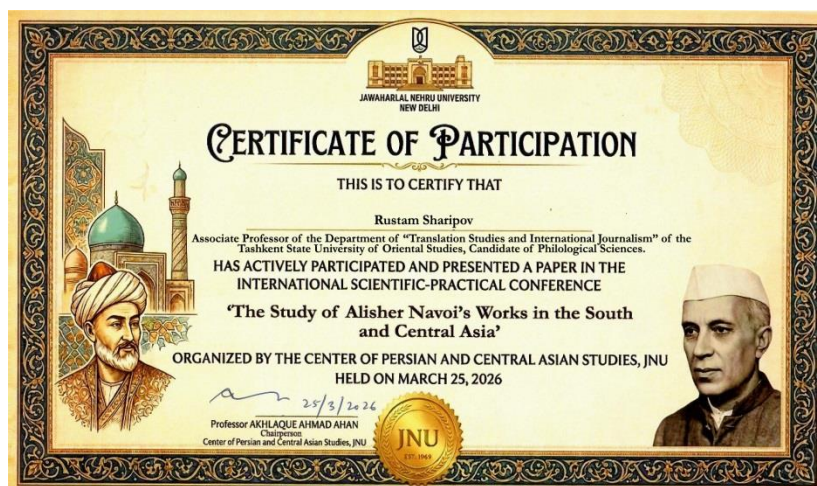 JAWAHARLAL NEHRU UNIVERSITY
NEW DELHI
CERTIFICATE OF PARTICIPATION
THIS IS TO CERTIFY THAT
Rustam Sharipov
Associate Professor of the Department of “Translation Studies and International Journalism” of the
Tashkent State University of Oriental Studies, Candidate of Philological Sciences.
HAS ACTIVELY PARTICIPATED AND PRESENTED A PAPER IN THE
INTERNATIONAL SCIENTIFIC-PRACTICAL CONFERENCE
‘The Study of Alisher Navoi’s Works in the South
and Central Asia’
ORGANIZED BY THE CENTER OF PERSIAN AND CENTRAL ASIAN STUDIES, JNU
HELD ON MARCH 25, 2026
25/3/2026
Professor AKHLAQUE AHMAD AHAN
Chairperson
Center of Persian and Central Asian Studies, JNU
JNU
EST. 1969